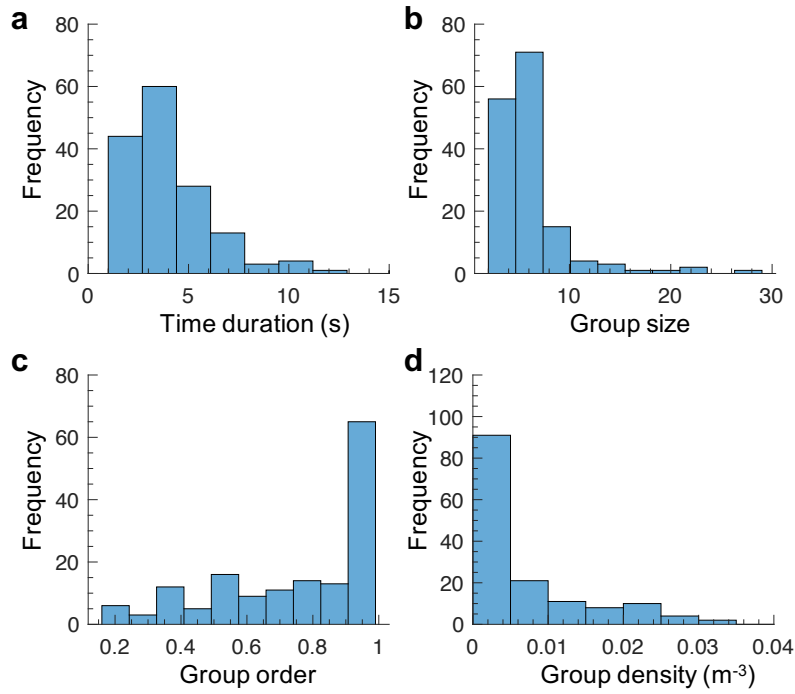 a
80
60
40
20
0
Frequency
0 5 10 15
Time duration (s)
b
80
60
40
20
0
Frequency
10 20 30
Group size
c
80
60
40
20
0
Frequency
0.2 0.4 0.6 0.8 1
Group order
d
120
100
80
60
40
20
0
Frequency
0 0.01 0.02 0.03 0.04
Group density (m⁻³)